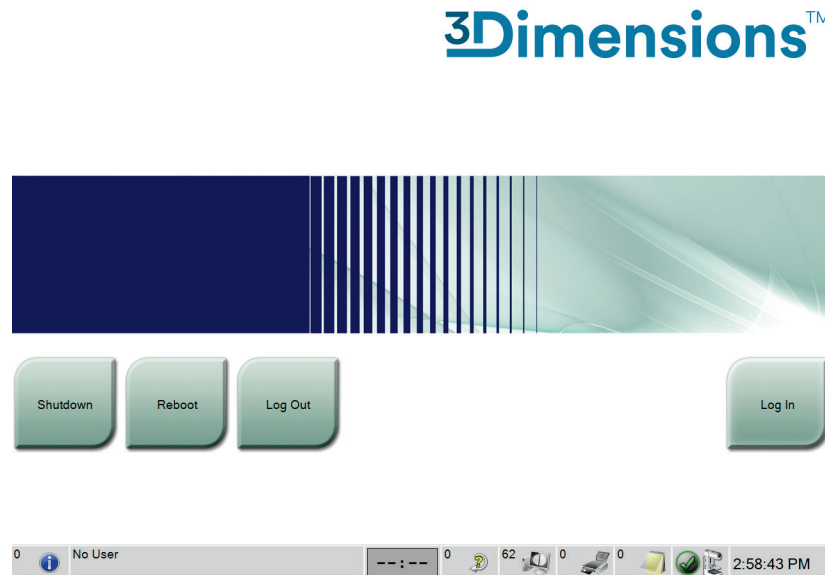 3Dimensions™
Shutdown
Reboot
Log Out
Log In
0
No User
--:--
0
62
0
0
2:58:43 PM